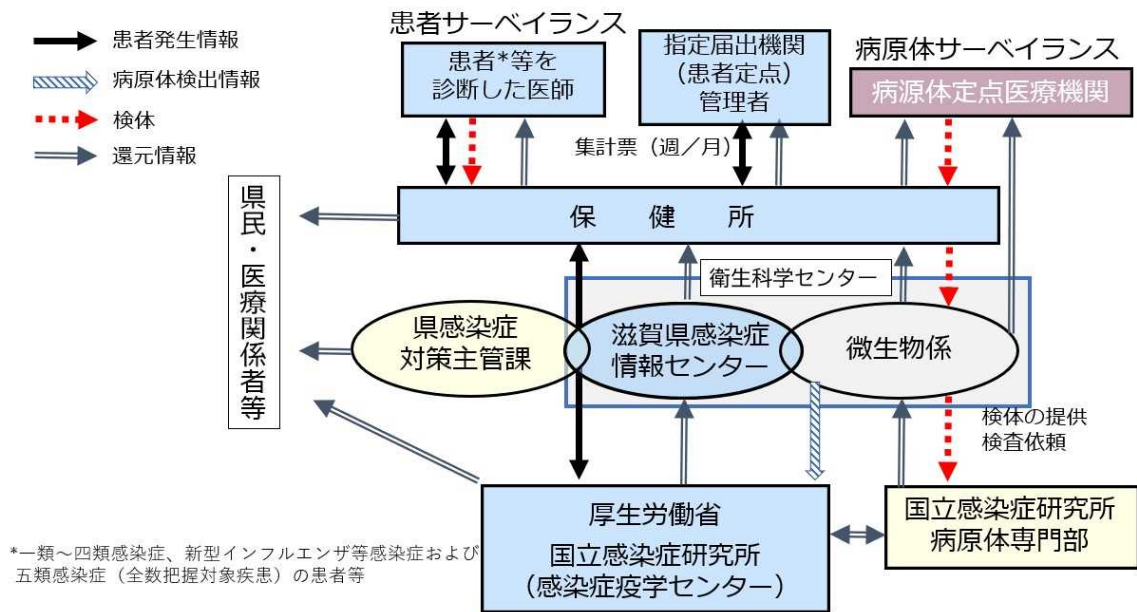 患者発生情報
病原体検出情報
検体
還元情報
患者サーベイランス
患者*等を
診断した医師
指定届出機関
(患者定点)
管理者
病原体サーベイランス
病源体定点医療機関
集計票（週／月）
県民・医療関係者等
保　健　所
衛生科学センター
県感染症
対策主管課
滋賀県感染症
情報センター
微生物係
検体の提供
検査依頼
厚生労働省
国立感染症研究所
（感染症疫学センター）
国立感染症研究所
病原体専門部
*一類～四類感染症、新型インフルエンザ等感染症および
五類感染症（全数把握対象疾患）の患者等